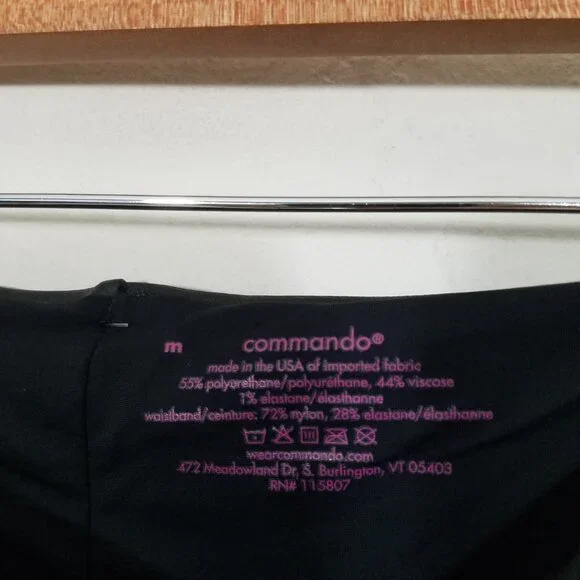 m commando®
made in the USA of imported fabric
55% polyurethane/polyuréthane, 44% viscase
1% elastane/élasthanne
waistband/ceinture: 72% nylon, 28% elastane/élasthanne
wearcommando.com
472 Meadowland Dr, S. Burlington, VT 05403
RN# 115807